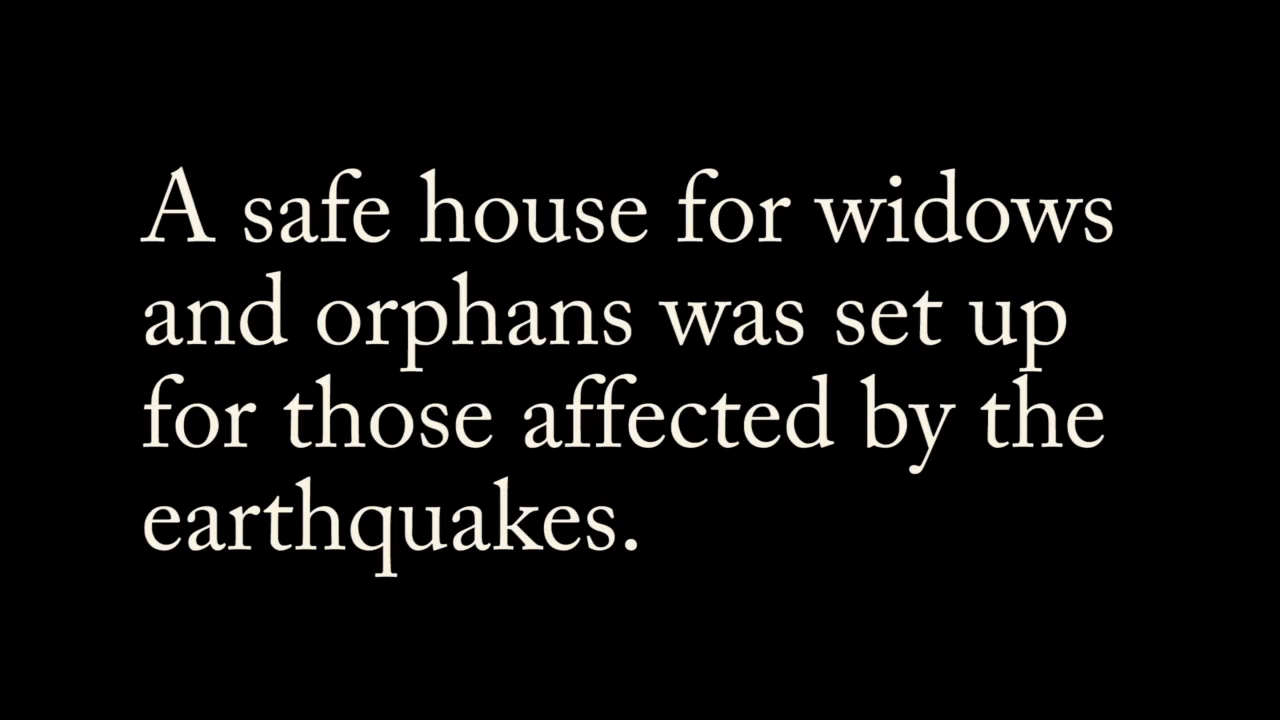 A safe house for widows
and orphans was set up
for those affected by the
earthquakes.